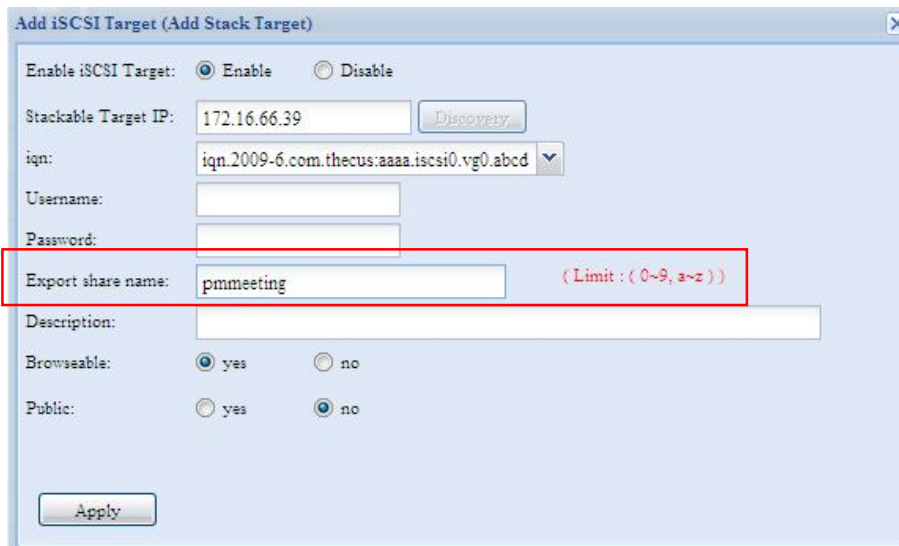 Add iSCSI Target (Add Stack Target)
Enable iSCSI Target: Enable Disable
Stackable Target IP: 172.16.66.39 Discovery
iqn: iqn.2009-6.com.thecus:aaaa.iscsi0.vg0.abcd
Username:
Password:
Export share name: pmmeeting ( Limit : ( 0~9, a~z ) )
Description:
Browseable: yes no
Public: yes no
Apply